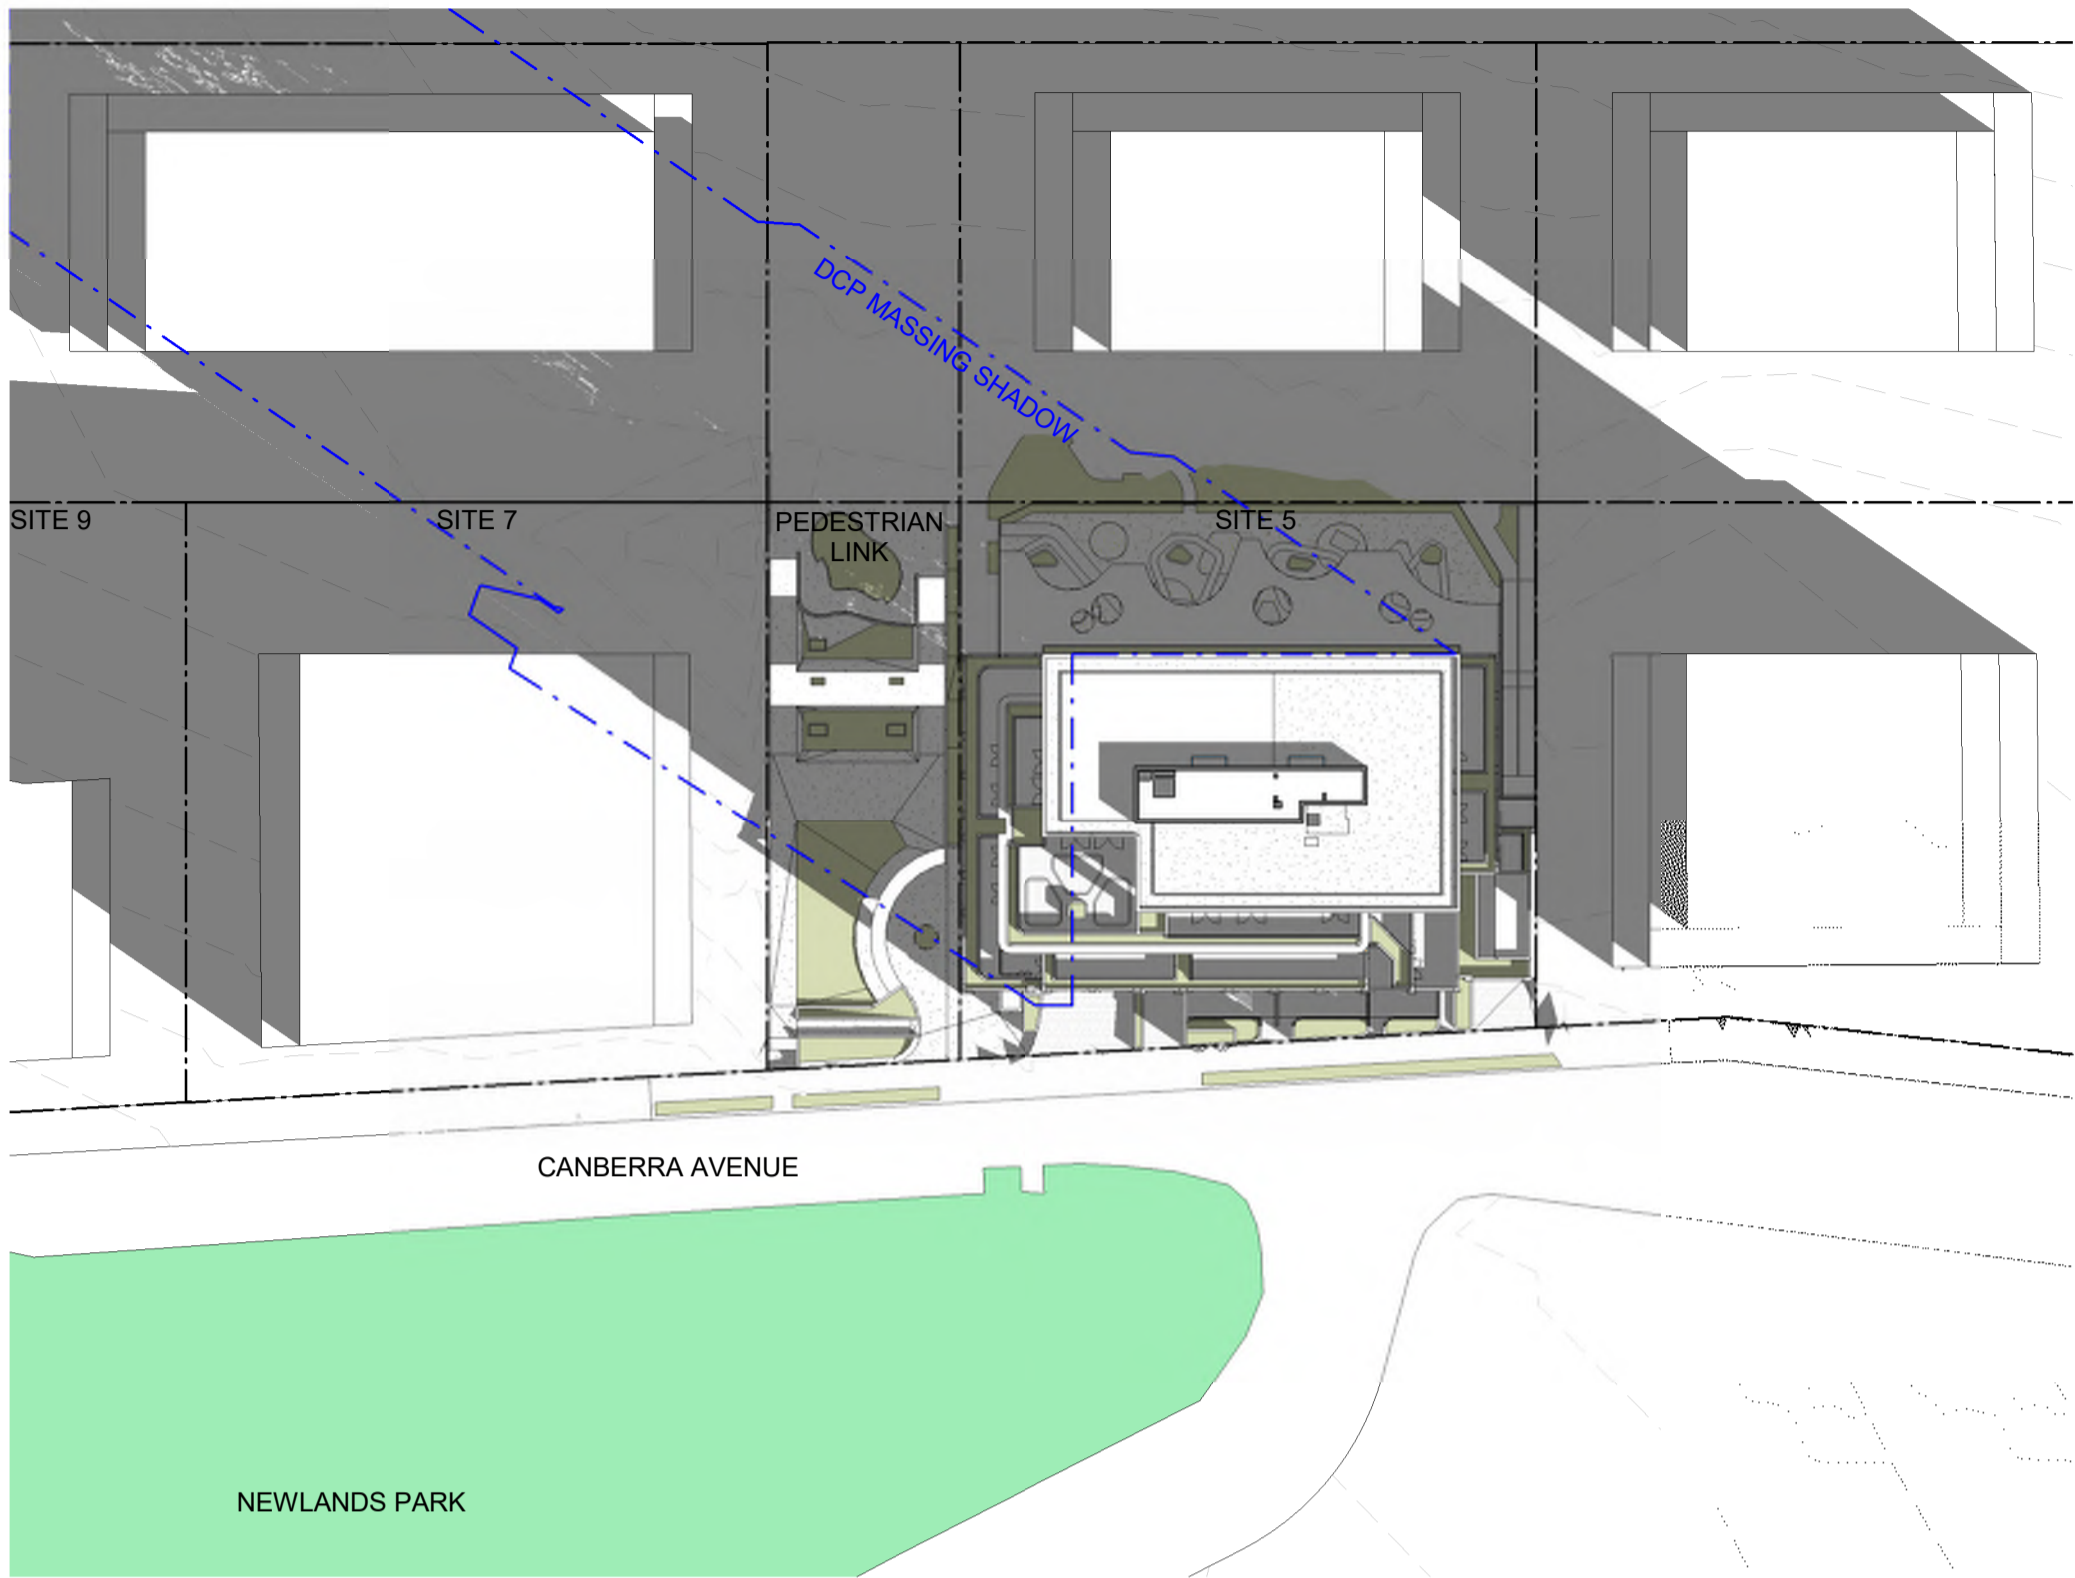 DCP MASSING SHADOW
SITE 9
SITE 7
PEDESTRIAN
LINK
SITE 5
CANBERRA AVENUE
NEWLANDS PARK